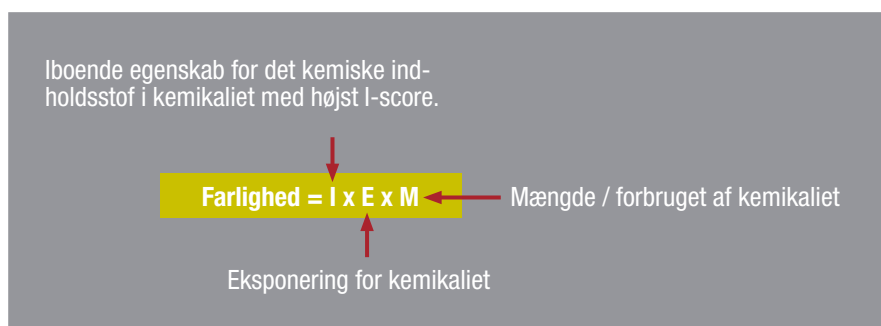 Iboende egenskab for det kemiske ind-
holdsstof i kemikaliet med højst I-score.
Farlighed = I x E x M
Mængde / forbruget af kemikaliet
Eksponering for kemikaliet